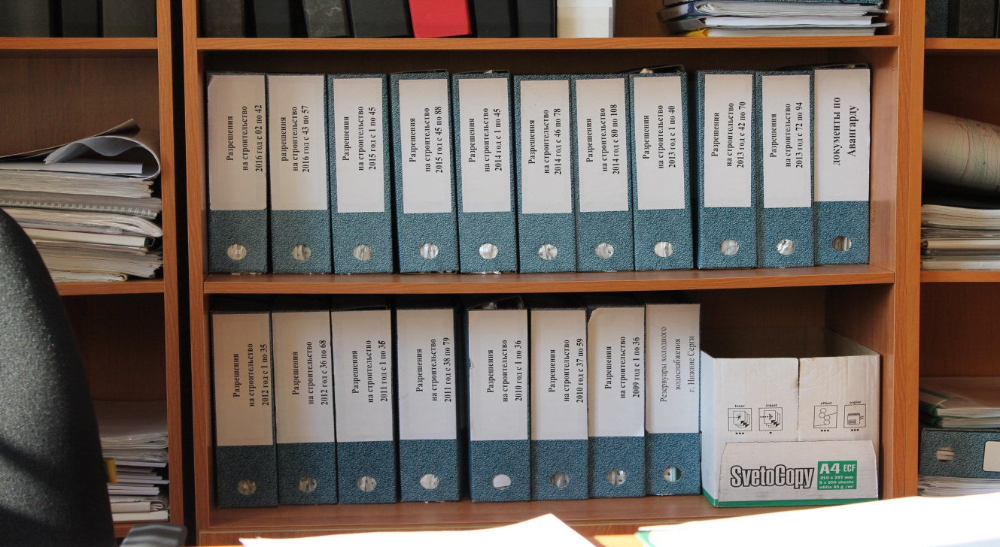 Разрешения
на строительство
2016 год с 02 по 42
разрешения
на строительство
2016 год с 43 по 57
Разрешения
на строительство
2015 год с 1 по 45
Разрешения
на строительство
2015 год с 45 по 88
Разрешения
на строительство
2014 год с 1 по 45
Разрешения
на строительство
2014 год с 46 по 78
Разрешения
на строительство
2014 год с 80 по 108
Разрешения
на строительство
2013 год с 1 по 40
Разрешения
на строительство
2013 год с 42 по 70
Разрешения
на строительство
2013 год с 72 по 94
документы по
Авангарду
Разрешения
на строительство
2012 год с 1 по 35
Разрешения
на строительство
2012 год с 36 по 68
Разрешения
на строительство
2011 год с 1 по 36
Разрешения
на строительство
2011 год с 38 по 79
Разрешения
на строительство
2010 год с 1 по 36
Разрешения
на строительство
2010 год с 37 по 59
Разрешения
на строительство
2009 год с 1 по 36
Резервуары холодного
водоснабжения
г. Нижние Серги
laser
inkjet
offset
copier
SvetoCopy
A4 ECF
210 x 297 mm
5 x 500 sheets
white 80 g/m²